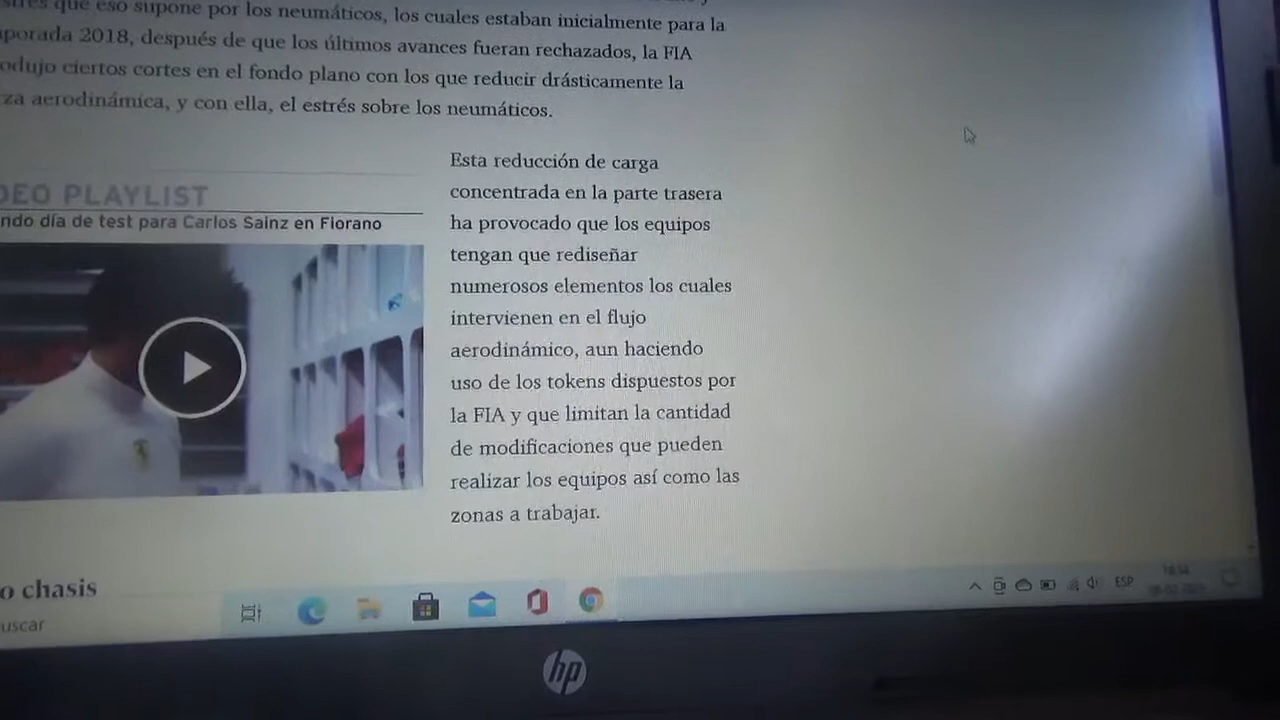 que eso supone por los neumáticos, los cuales estaban inicialmente para la
2018, después de que los últimos avances fueran rechazados, la FIA
ciertos cortes en el fondo plano con los que reducir drásticamente la
aerodinámica, y con ella, el estrés sobre los neumáticos.
PLAYLIST
día de test para Carlos Sainz en Fiorano
Esta reducción de carga
concentrada en la parte trasera
ha provocado que los equipos
tengan que rediseñar
numerosos elementos los cuales
intervienen en el flujo
aerodinámico, aun haciendo
uso de los tokens dispuestos por
la FIA y que limitan la cantidad
de modificaciones que pueden
realizar los equipos así como las
zonas a trabajar.
o chasis
uscar
ESP
hp